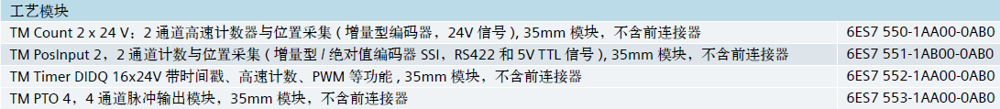 工艺模块
TM Count 2 x 24 V：2 通道高速计数器与位置采集 ( 增量型编码器，24V 信号 ), 35mm 模块，不含前连接器 6ES7 550-1AA00-0AB0
TM PosInput 2，2 通道计数与位置采集 ( 增量型 / 绝对值编码器 SSI，RS422 和 5V TTL 信号 ), 35mm 模块，不含前连接器 6ES7 551-1AB00-0AB0
TM Timer DIDQ 16x24V 带时间戳、高速计数、PWM 等功能 , 35mm 模块，不含前连接器 6ES7 552-1AA00-0AB0
TM PTO 4，4 通道脉冲输出模块，35mm 模块，不含前连接器 6ES7 553-1AA00-0AB0